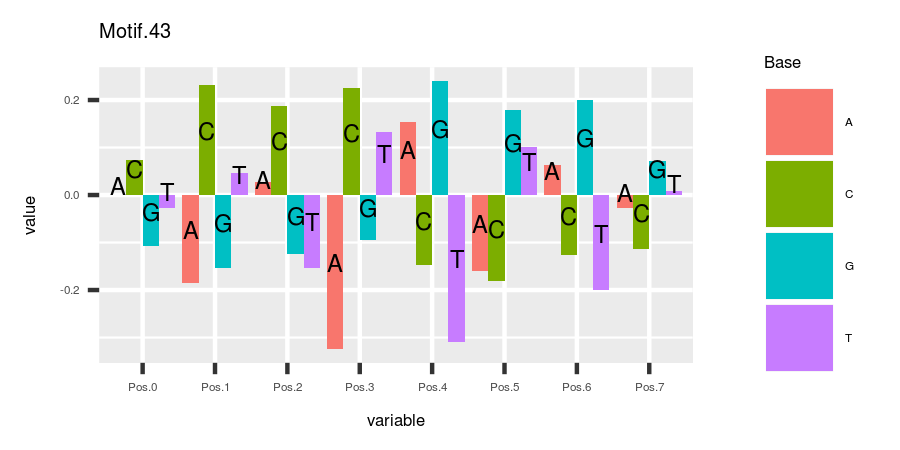 Motif.43
Base
A
C
G
T
value
0.2
0.0
-0.2
A C G T A C G T A C G T A C G T A C G T A C G T A C G T A C G T
Pos.0 Pos.1 Pos.2 Pos.3 Pos.4 Pos.5 Pos.6 Pos.7
variable